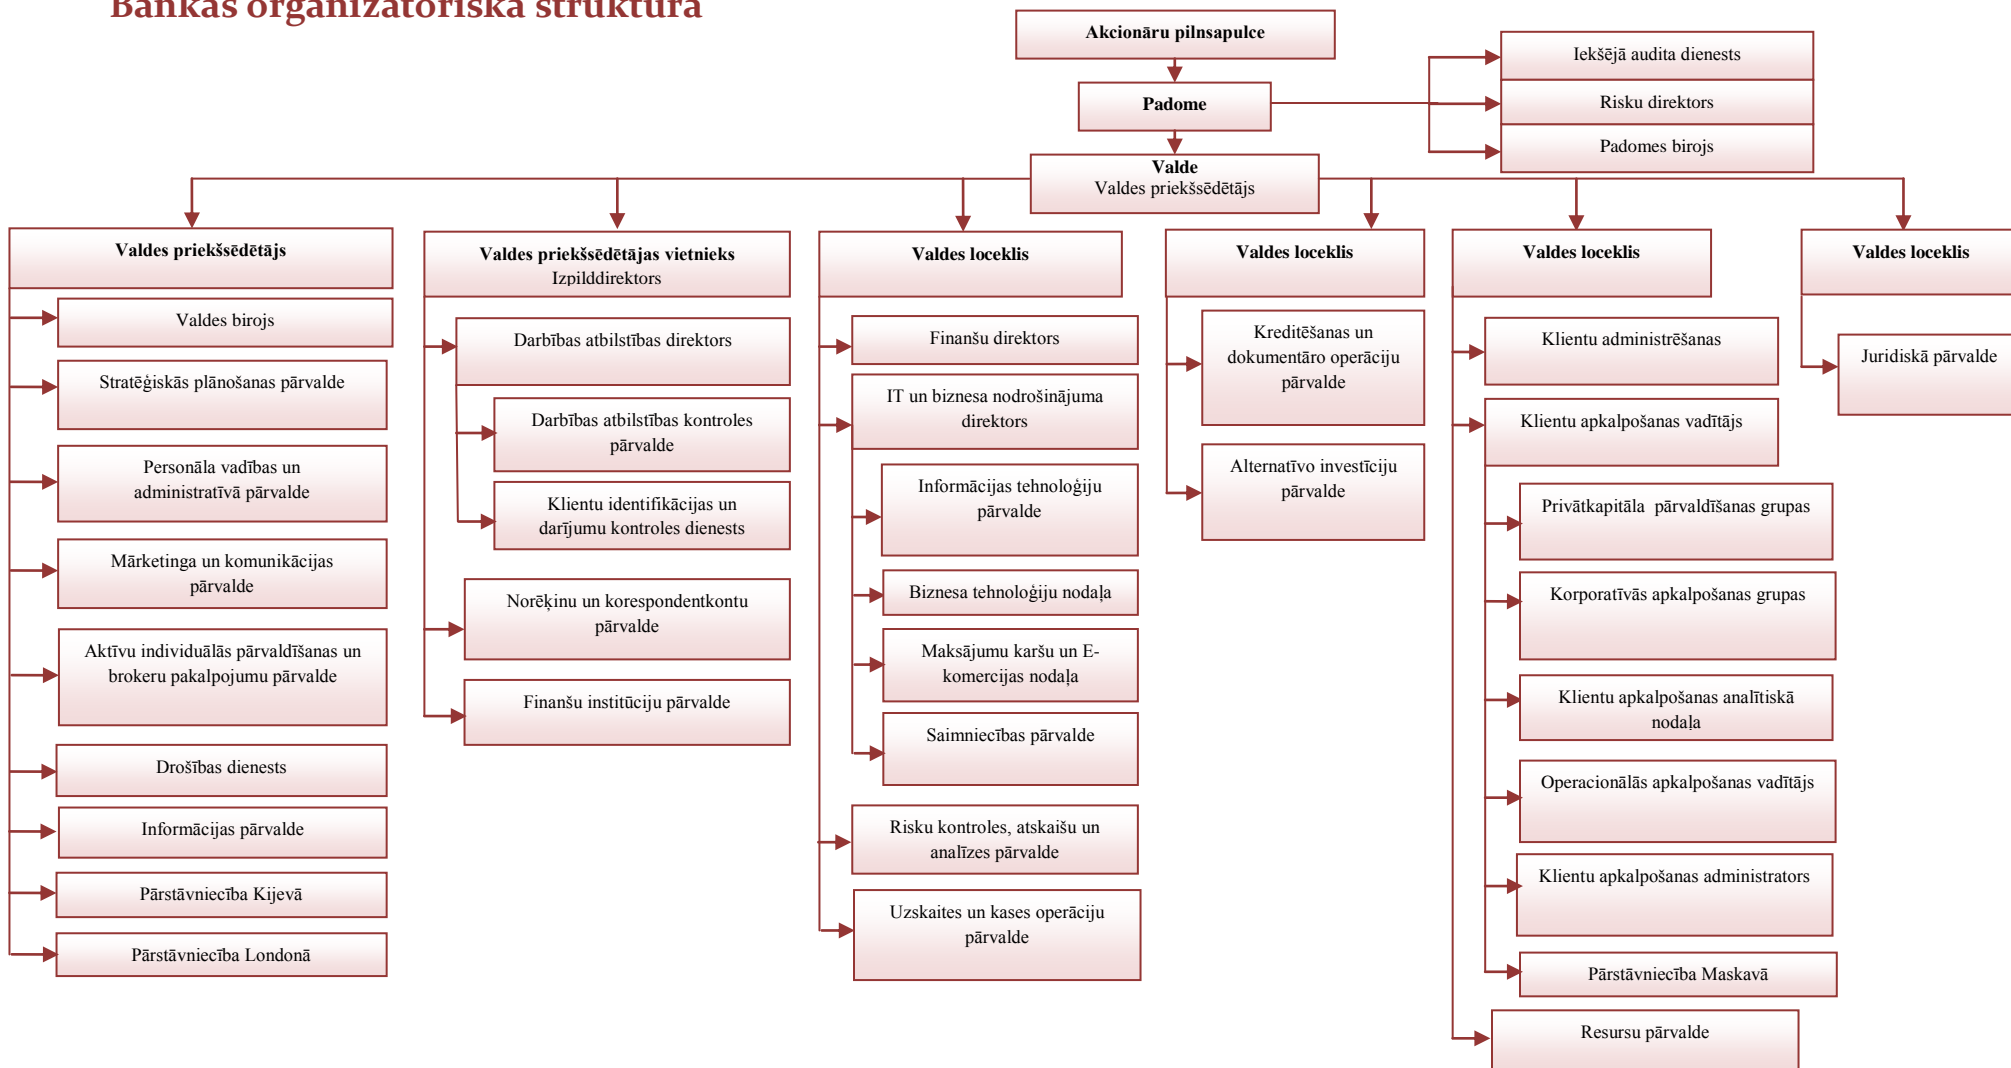 Bankas organizatoriskā struktūra
Akcionāru pilnsapulce
Padome
Iekšējā audita dienests
Risku direktors
Padomes birojs
Valde
Valdes priekšsēdētājs
Valdes priekšsēdētājs
Valdes birojs
Stratēģiskās plānošanas pārvalde
Personāla vadības un
administratīvā pārvalde
Mārketinga un komunikācijas
pārvalde
Aktīvu individuālās pārvaldīšanas un
brokeru pakalpojumu pārvalde
Drošības dienests
Informācijas pārvalde
Pārstāvniecība Kijevā
Pārstāvniecība Londonā
Valdes priekšsēdētājas vietnieks
Izpilddirektors
Darbības atbilstības direktors
Darbības atbilstības kontroles
pārvalde
Klientu identifikācijas un
darījumu kontroles dienests
Norēķinu un korespondentkontu
pārvalde
Finanšu institūciju pārvalde
Valdes loceklis
Finanšu direktors
IT un biznesa nodrošinājuma
direktors
Informācijas tehnoloģiju
pārvalde
Biznesa tehnoloģiju nodaļa
Maksājumu karšu un E-
komercijas nodaļa
Saimniecības pārvalde
Risku kontroles, atskaišu un
analīzes pārvalde
Uzskaites un kases operāciju
pārvalde
Valdes loceklis
Kreditēšanas un
dokumentāro operāciju
pārvalde
Alternatīvo investīciju
pārvalde
Valdes loceklis
Klientu administrēšanas
Klientu apkalpošanas vadītājs
Privātkapitāla pārvaldīšanas grupas
Korporatīvās apkalpošanas grupas
Klientu apkalpošanas analītiskā
nodaļa
Operacionālās apkalpošanas vadītājs
Klientu apkalpošanas administrators
Pārstāvniecība Maskavā
Resursu pārvalde
Valdes loceklis
Juridiskā pārvalde